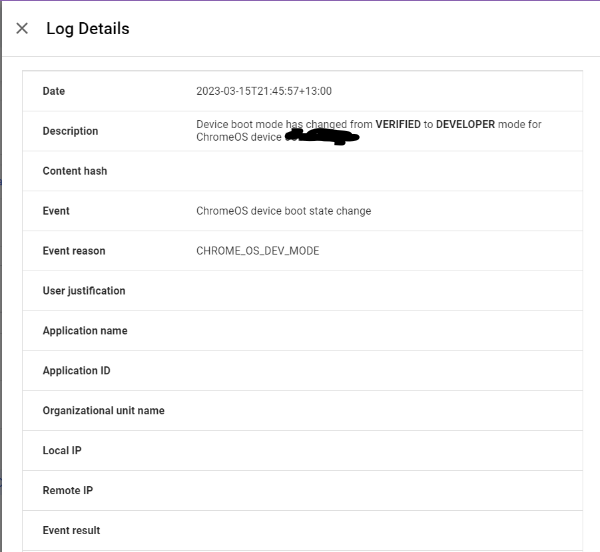 Log Details
Date 2023-03-15T21:45:57+13:00
Description Device boot mode has changed from VERIFIED to DEVELOPER mode for
ChromeOS device
Content hash
Event ChromeOS device boot state change
Event reason CHROME_OS_DEV_MODE
User justification
Application name
Application ID
Organizational unit name
Local IP
Remote IP
Event result